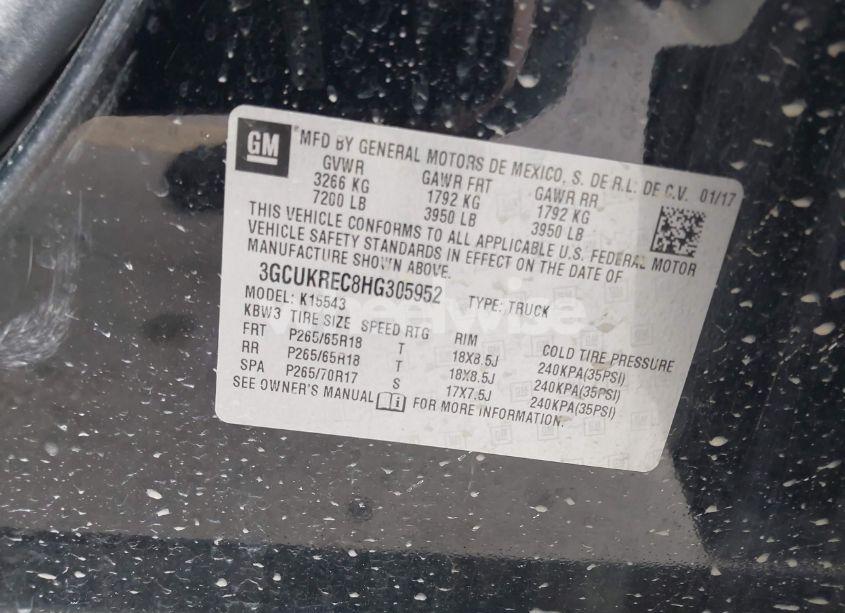 GM
*MFD BY GENERAL MOTORS DE MEXICO, S. DE R.L. DE C.V. 01/17
GVWR GAWR FRT GAWR RR
3266 KG 1792 KG 1792 KG
7200 LB 3950 LB 3950 LB
THIS VEHICLE CONFORMS TO ALL APPLICABLE U.S. FEDERAL MOTOR
VEHICLE SAFETY STANDARDS IN EFFECT ON THE DATE OF
MANUFACTURE SHOWN ABOVE.
3GCUKREC8HG305952 TYPE: TRUCK
MODEL: K15543
KBW3 TIRE SIZE SPEED RTG RIM COLD TIRE PRESSURE
FRT P265/65R18 T 18X8.5J 240KPA(35PSI)
RR P265/65R18 T 18X8.5J 240KPA(35PSI)
SPA P265/70R17 S 17X7.5J 240KPA(35PSI)
SEE OWNER'S MANUAL i FOR MORE INFORMATION.
wheelwise